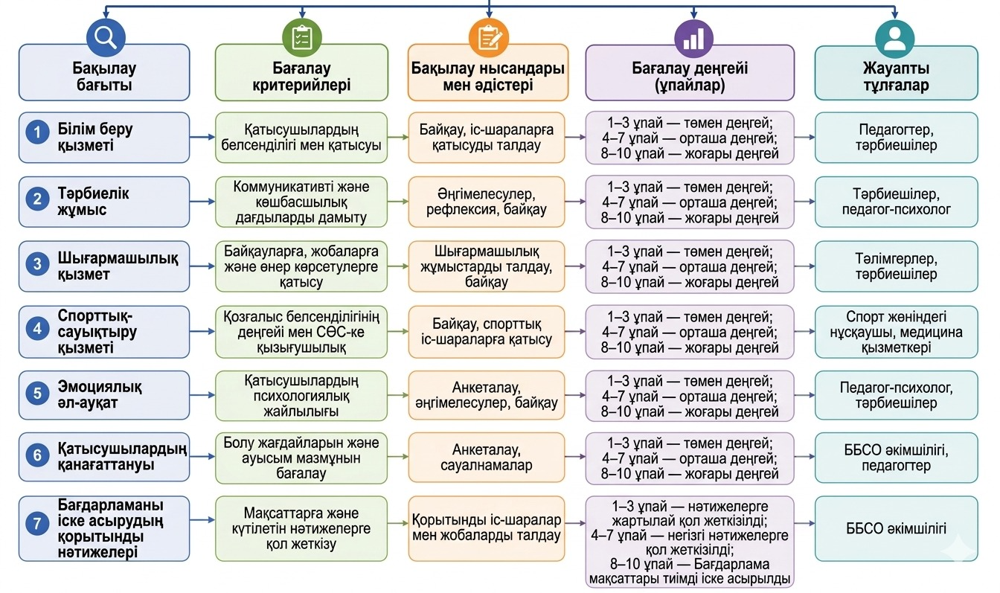 Бақылау
бағыты
Бағалау
критерийлері
Бақылау нысандары
мен әдістері
Бағалау деңгейі
(ұпайлар)
Жауапты
тұлғалар
1
Білім беру
қызметі
Қатысушылардың
белсенділігі мен қатысуы
Байқау, іс-шараларға
қатысуды талдау
1–3 ұпай — төмен деңгей;
4–7 ұпай — орташа деңгей;
8–10 ұпай — жоғары деңгей
Педагогтер,
тәрбиешілер
2
Тәрбиелік
жұмыс
Коммуникативті және
көшбасшылық
дағдыларды дамыту
Әңгімелесулер,
рефлексия, байқау
1–3 ұпай — төмен деңгей;
4–7 ұпай — орташа деңгей;
8–10 ұпай — жоғары деңгей
Тәрбиешілер,
педагог-психолог
3
Шығармашылық
қызмет
Байқауларға, жобаларға
және өнер көрсетулерге
қатысу
Шығармашылық
жұмыстарды талдау,
байқау
1–3 ұпай — төмен деңгей;
4–7 ұпай — орташа деңгей;
8–10 ұпай — жоғары деңгей
Тәлімгерлер,
тәрбиешілер
4
Спорттық-
сауықтыру
қызметі
Қозғалыс белсенділігінің
деңгейі мен СӨС-ке
қызығушылық
Байқау, спорттық
іс-шараларға қатысу
1–3 ұпай — төмен деңгей;
4–7 ұпай — орташа деңгей;
8–10 ұпай — жоғары деңгей
Спорт жөніндегі
нұсқаушы, медицина
қызметкері
5
Эмоциялық
әл-ауқат
Қатысушылардың
психологиялық
жайлылығы
Анкеталау,
әңгімелесулер, байқау
1–3 ұпай — төмен деңгей;
4–7 ұпай — орташа деңгей;
8–10 ұпай — жоғары деңгей
Педагог-психолог,
тәрбиешілер
6
Қатысушылардың
қанағаттануы
Болу жағдайларын және
ауысым мазмұнын
бағалау
Анкеталау,
сауалнамалар
1–3 ұпай — төмен деңгей;
4–7 ұпай — орташа деңгей;
8–10 ұпай — жоғары деңгей
ББСО әкімшілігі,
педагогтер
7
Бағдарламаны
іске асырудың
қорытынды
нәтижелері
Мақсаттарға және
күтілетін нәтижелерге
қол жеткізу
Қорытынды іс-шаралар
мен жобаларды талдау
1–3 ұпай — нәтижелерге
жартылай қол жеткізілді;
4–7 ұпай — негізгі нәтижелерге
қол жеткізілді;
8–10 ұпай — Бағдарлама
мақсаттары тиімді іске асырылды
ББСО әкімшілігі